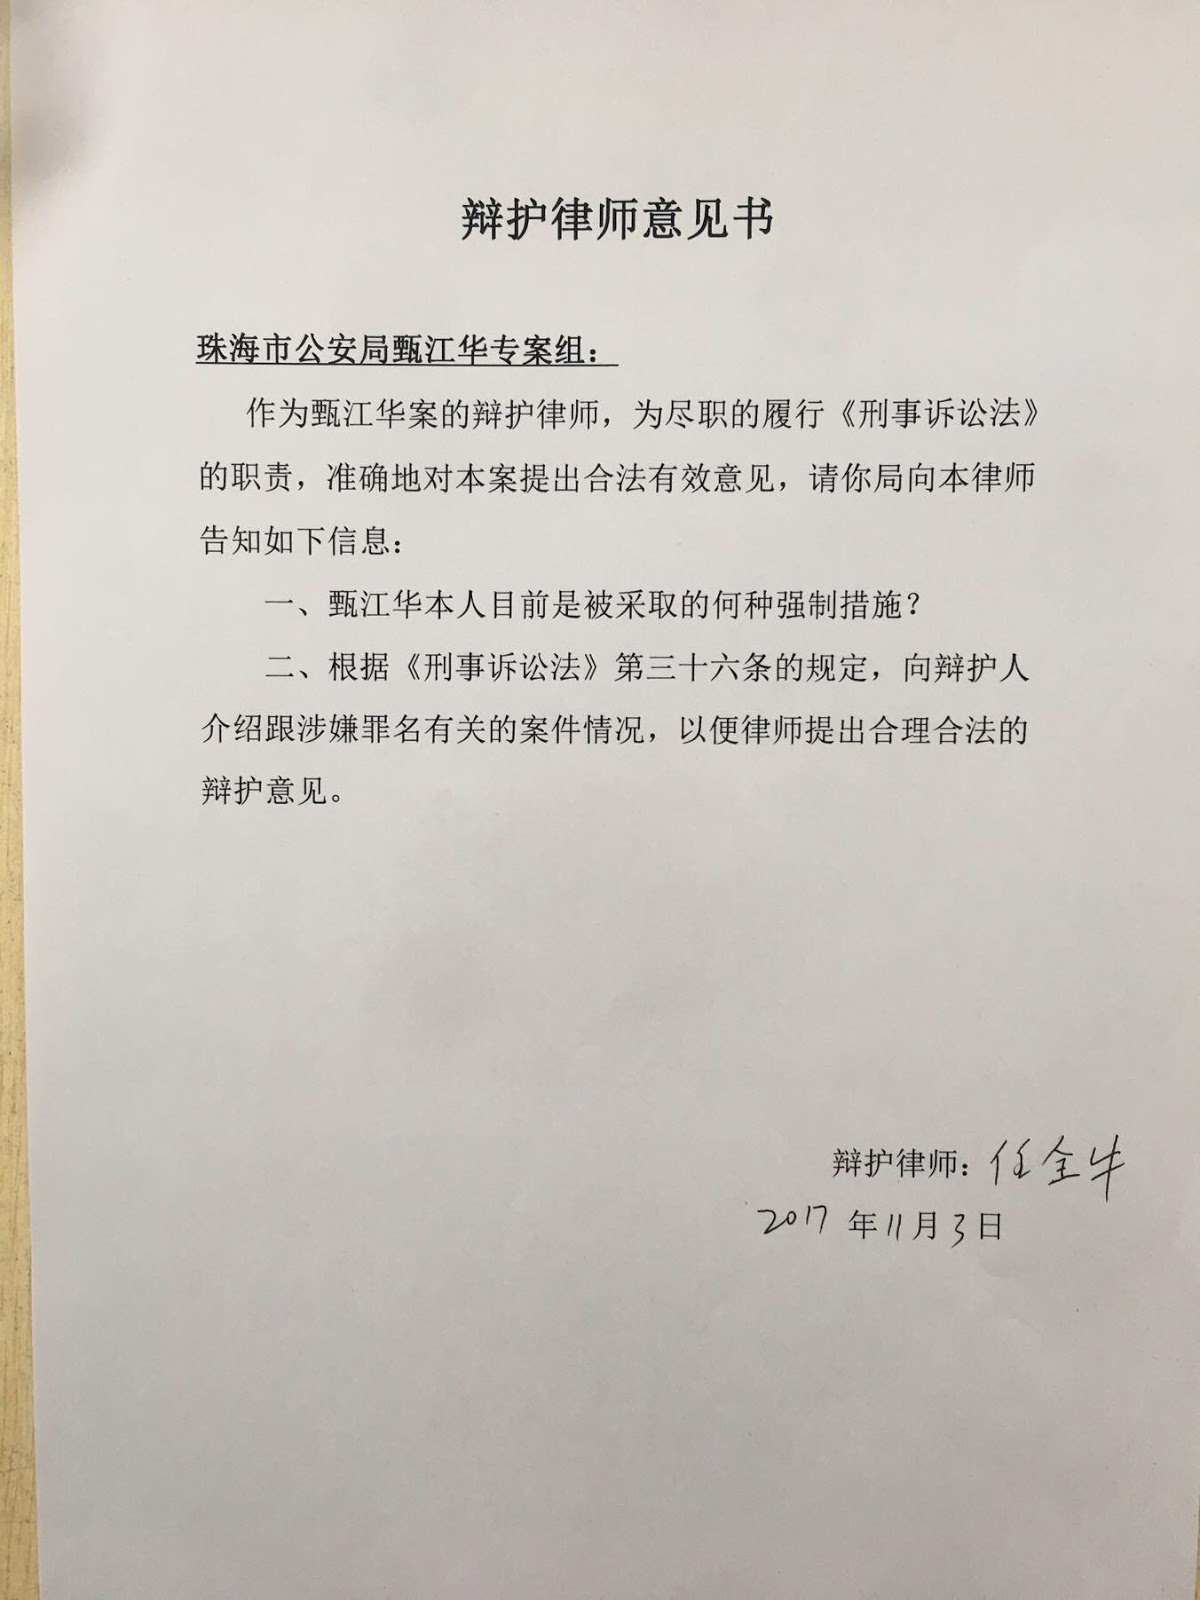 辩护律师意见书
珠海市公安局甄江华专案组：
作为甄江华案的辩护律师，为尽职的履行《刑事诉讼法》
的职责，准确地对本案提出合法有效意见，请你局向本律师
告知如下信息：
一、甄江华本人目前是被采取的何种强制措施？
二、根据《刑事诉讼法》第三十六条的规定，向辩护人
介绍跟涉嫌罪名有关的案件情况，以便律师提出合理合法的
辩护意见。
辩护律师：任全牛
2017年11月3日